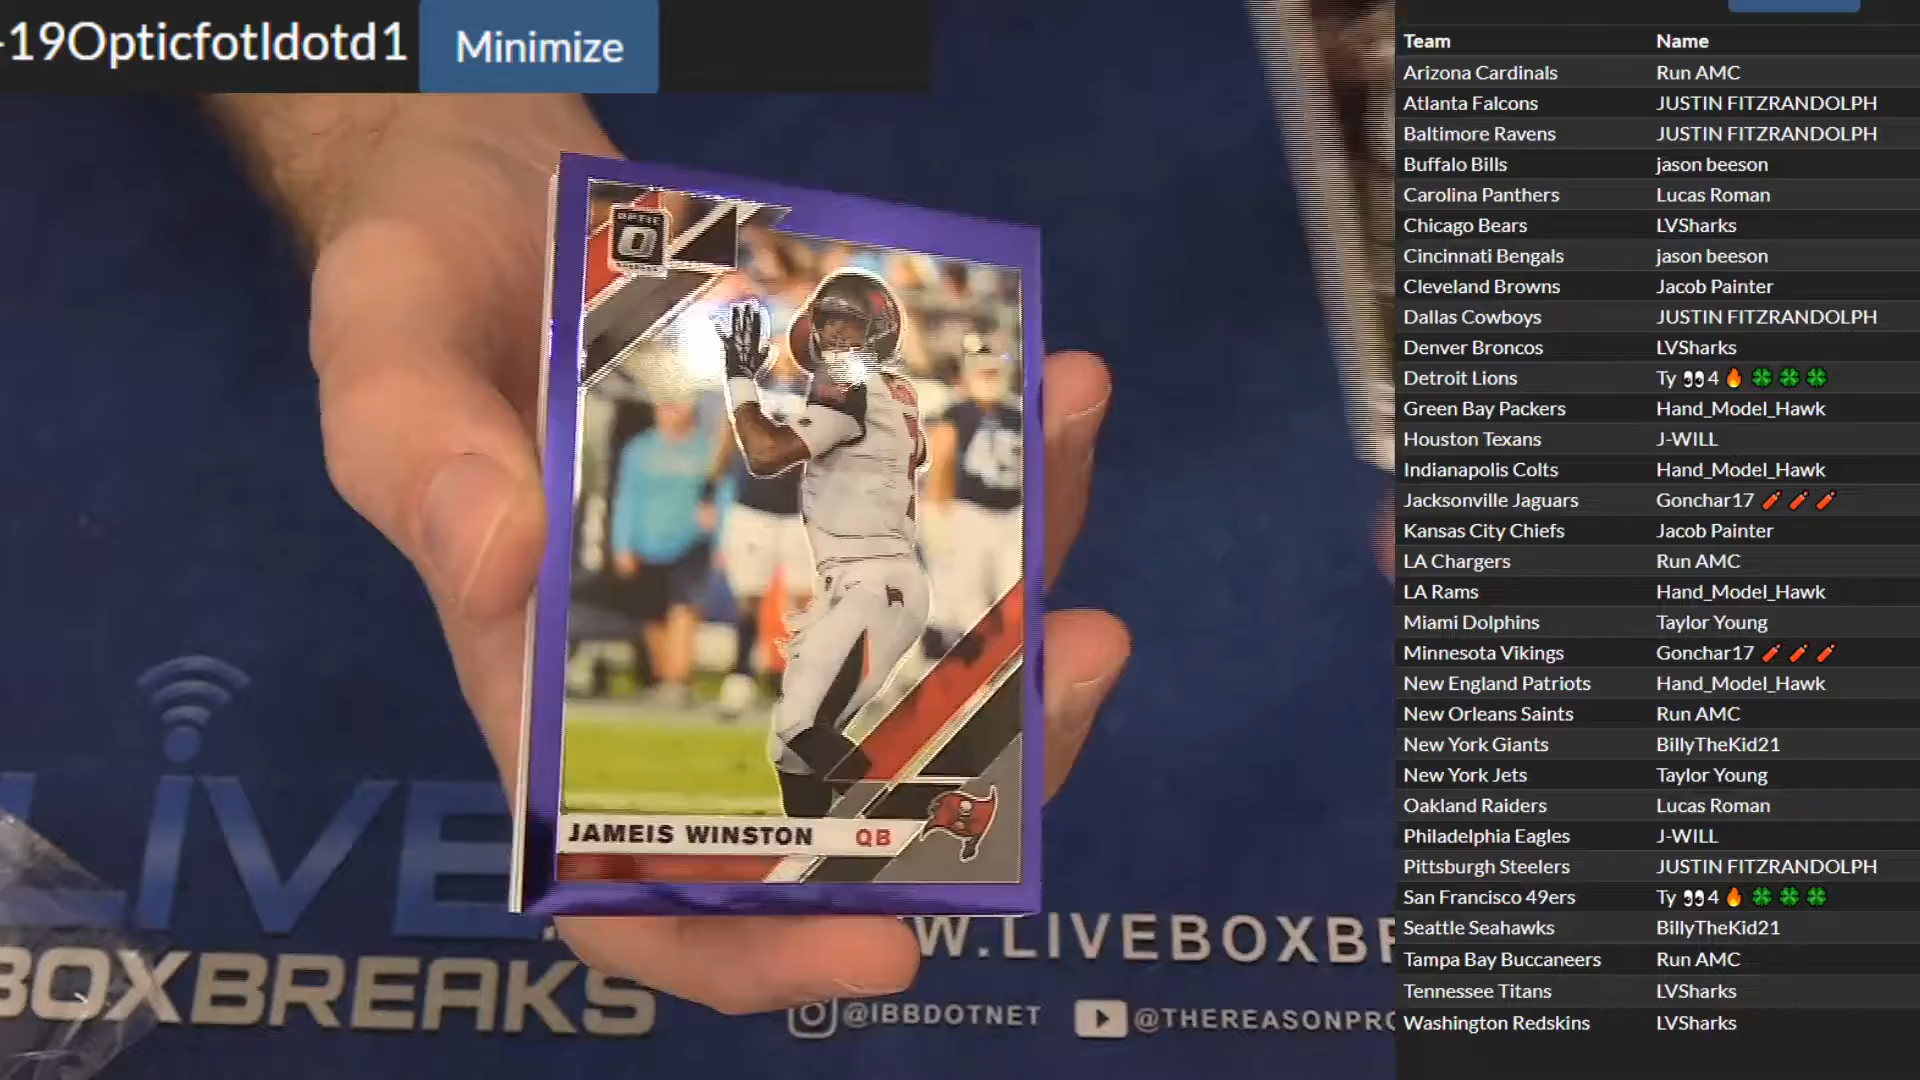 -19Opticfotldotd1
Minimize
OPTIC
JAMEIS WINSTON QB
LIVE
BOXBREAKS
W.LIVEBOXBR
@IBBDOTNET
@THEREASONPRO
Team Name
Arizona Cardinals Run AMC
Atlanta Falcons JUSTIN FITZRANDOLPH
Baltimore Ravens JUSTIN FITZRANDOLPH
Buffalo Bills jason beeson
Carolina Panthers Lucas Roman
Chicago Bears LVSharks
Cincinnati Bengals jason beeson
Cleveland Browns Jacob Painter
Dallas Cowboys JUSTIN FITZRANDOLPH
Denver Broncos LVSharks
Detroit Lions Ty 👀4 🔥 🍀 🍀 🍀
Green Bay Packers Hand_Model_Hawk
Houston Texans J-WILL
Indianapolis Colts Hand_Model_Hawk
Jacksonville Jaguars Gonchar17 🧨 🧨 🧨
Kansas City Chiefs Jacob Painter
LA Chargers Run AMC
LA Rams Hand_Model_Hawk
Miami Dolphins Taylor Young
Minnesota Vikings Gonchar17 🧨 🧨 🧨
New England Patriots Hand_Model_Hawk
New Orleans Saints Run AMC
New York Giants BillyTheKid21
New York Jets Taylor Young
Oakland Raiders Lucas Roman
Philadelphia Eagles J-WILL
Pittsburgh Steelers JUSTIN FITZRANDOLPH
San Francisco 49ers Ty 👀4 🔥 🍀 🍀 🍀
Seattle Seahawks BillyTheKid21
Tampa Bay Buccaneers Run AMC
Tennessee Titans LVSharks
Washington Redskins LVSharks